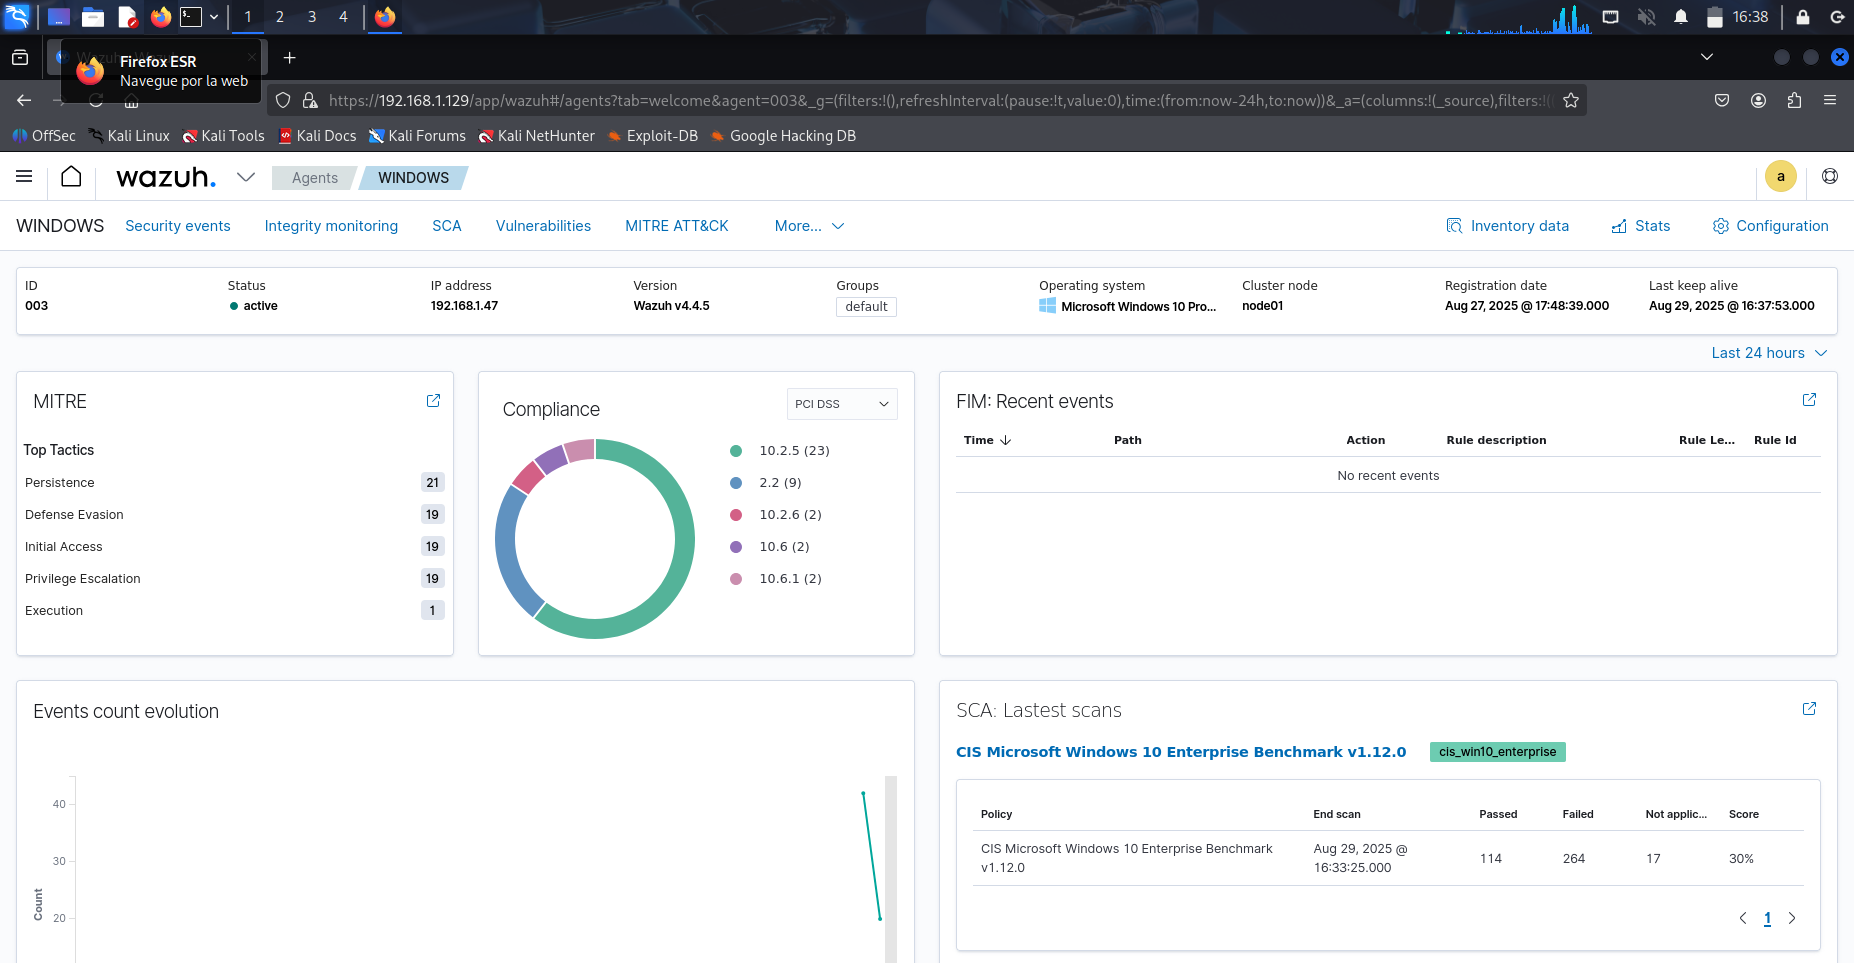 1 2 3 4
16:38
Firefox ESR
Navegue por la web
https://192.168.1.129/app/wazuh#/agents?tab=welcome&agent=003&_g=(filters:!(),refreshInterval:(pause:!t,value:0),time:(from:now-24h,to:now))&_a=(columns:!(_source),filters:!(
OffSec Kali Linux Kali Tools Kali Docs Kali Forums Kali NetHunter Exploit-DB Google Hacking DB
wazuh. Agents WINDOWS a
WINDOWS Security events Integrity monitoring SCA Vulnerabilities MITRE ATT&CK More... Inventory data Stats Configuration
ID Status IP address Version Groups Operating system Cluster node Registration date Last keep alive
003 active 192.168.1.47 Wazuh v4.4.5 default Microsoft Windows 10 Pro... node01 Aug 27, 2025 @ 17:48:39.000 Aug 29, 2025 @ 16:37:53.000
Last 24 hours
MITRE
Top Tactics
Persistence 21
Defense Evasion 19
Initial Access 19
Privilege Escalation 19
Execution 1
Compliance PCI DSS
10.2.5 (23)
2.2 (9)
10.2.6 (2)
10.6 (2)
10.6.1 (2)
FIM: Recent events
Time Path Action Rule description Rule Le... Rule Id
No recent events
Events count evolution
40
30
20
Count
SCA: Lastest scans
CIS Microsoft Windows 10 Enterprise Benchmark v1.12.0 cis_win10_enterprise
Policy End scan Passed Failed Not applic... Score
CIS Microsoft Windows 10 Enterprise Benchmark v1.12.0 Aug 29, 2025 @ 16:33:25.000 114 264 17 30%
1